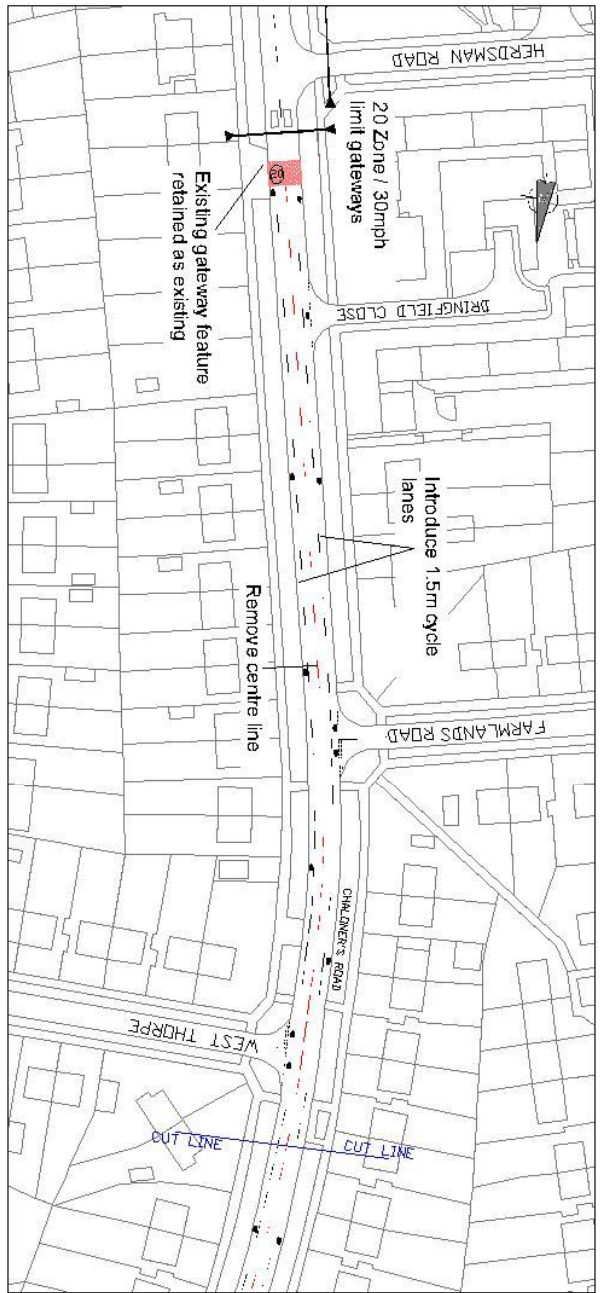 HERDSMAN ROAD
20 Zone / 30mph
limit gateways
20
Existing gateway feature
retained as existing
DRINGFIELD CLOSE
Introduce 1.5m cycle
lanes
Remove centre line
FARMLANDS ROAD
CHALONER'S ROAD
WEST THORPE
CUT LINE
CUT LINE